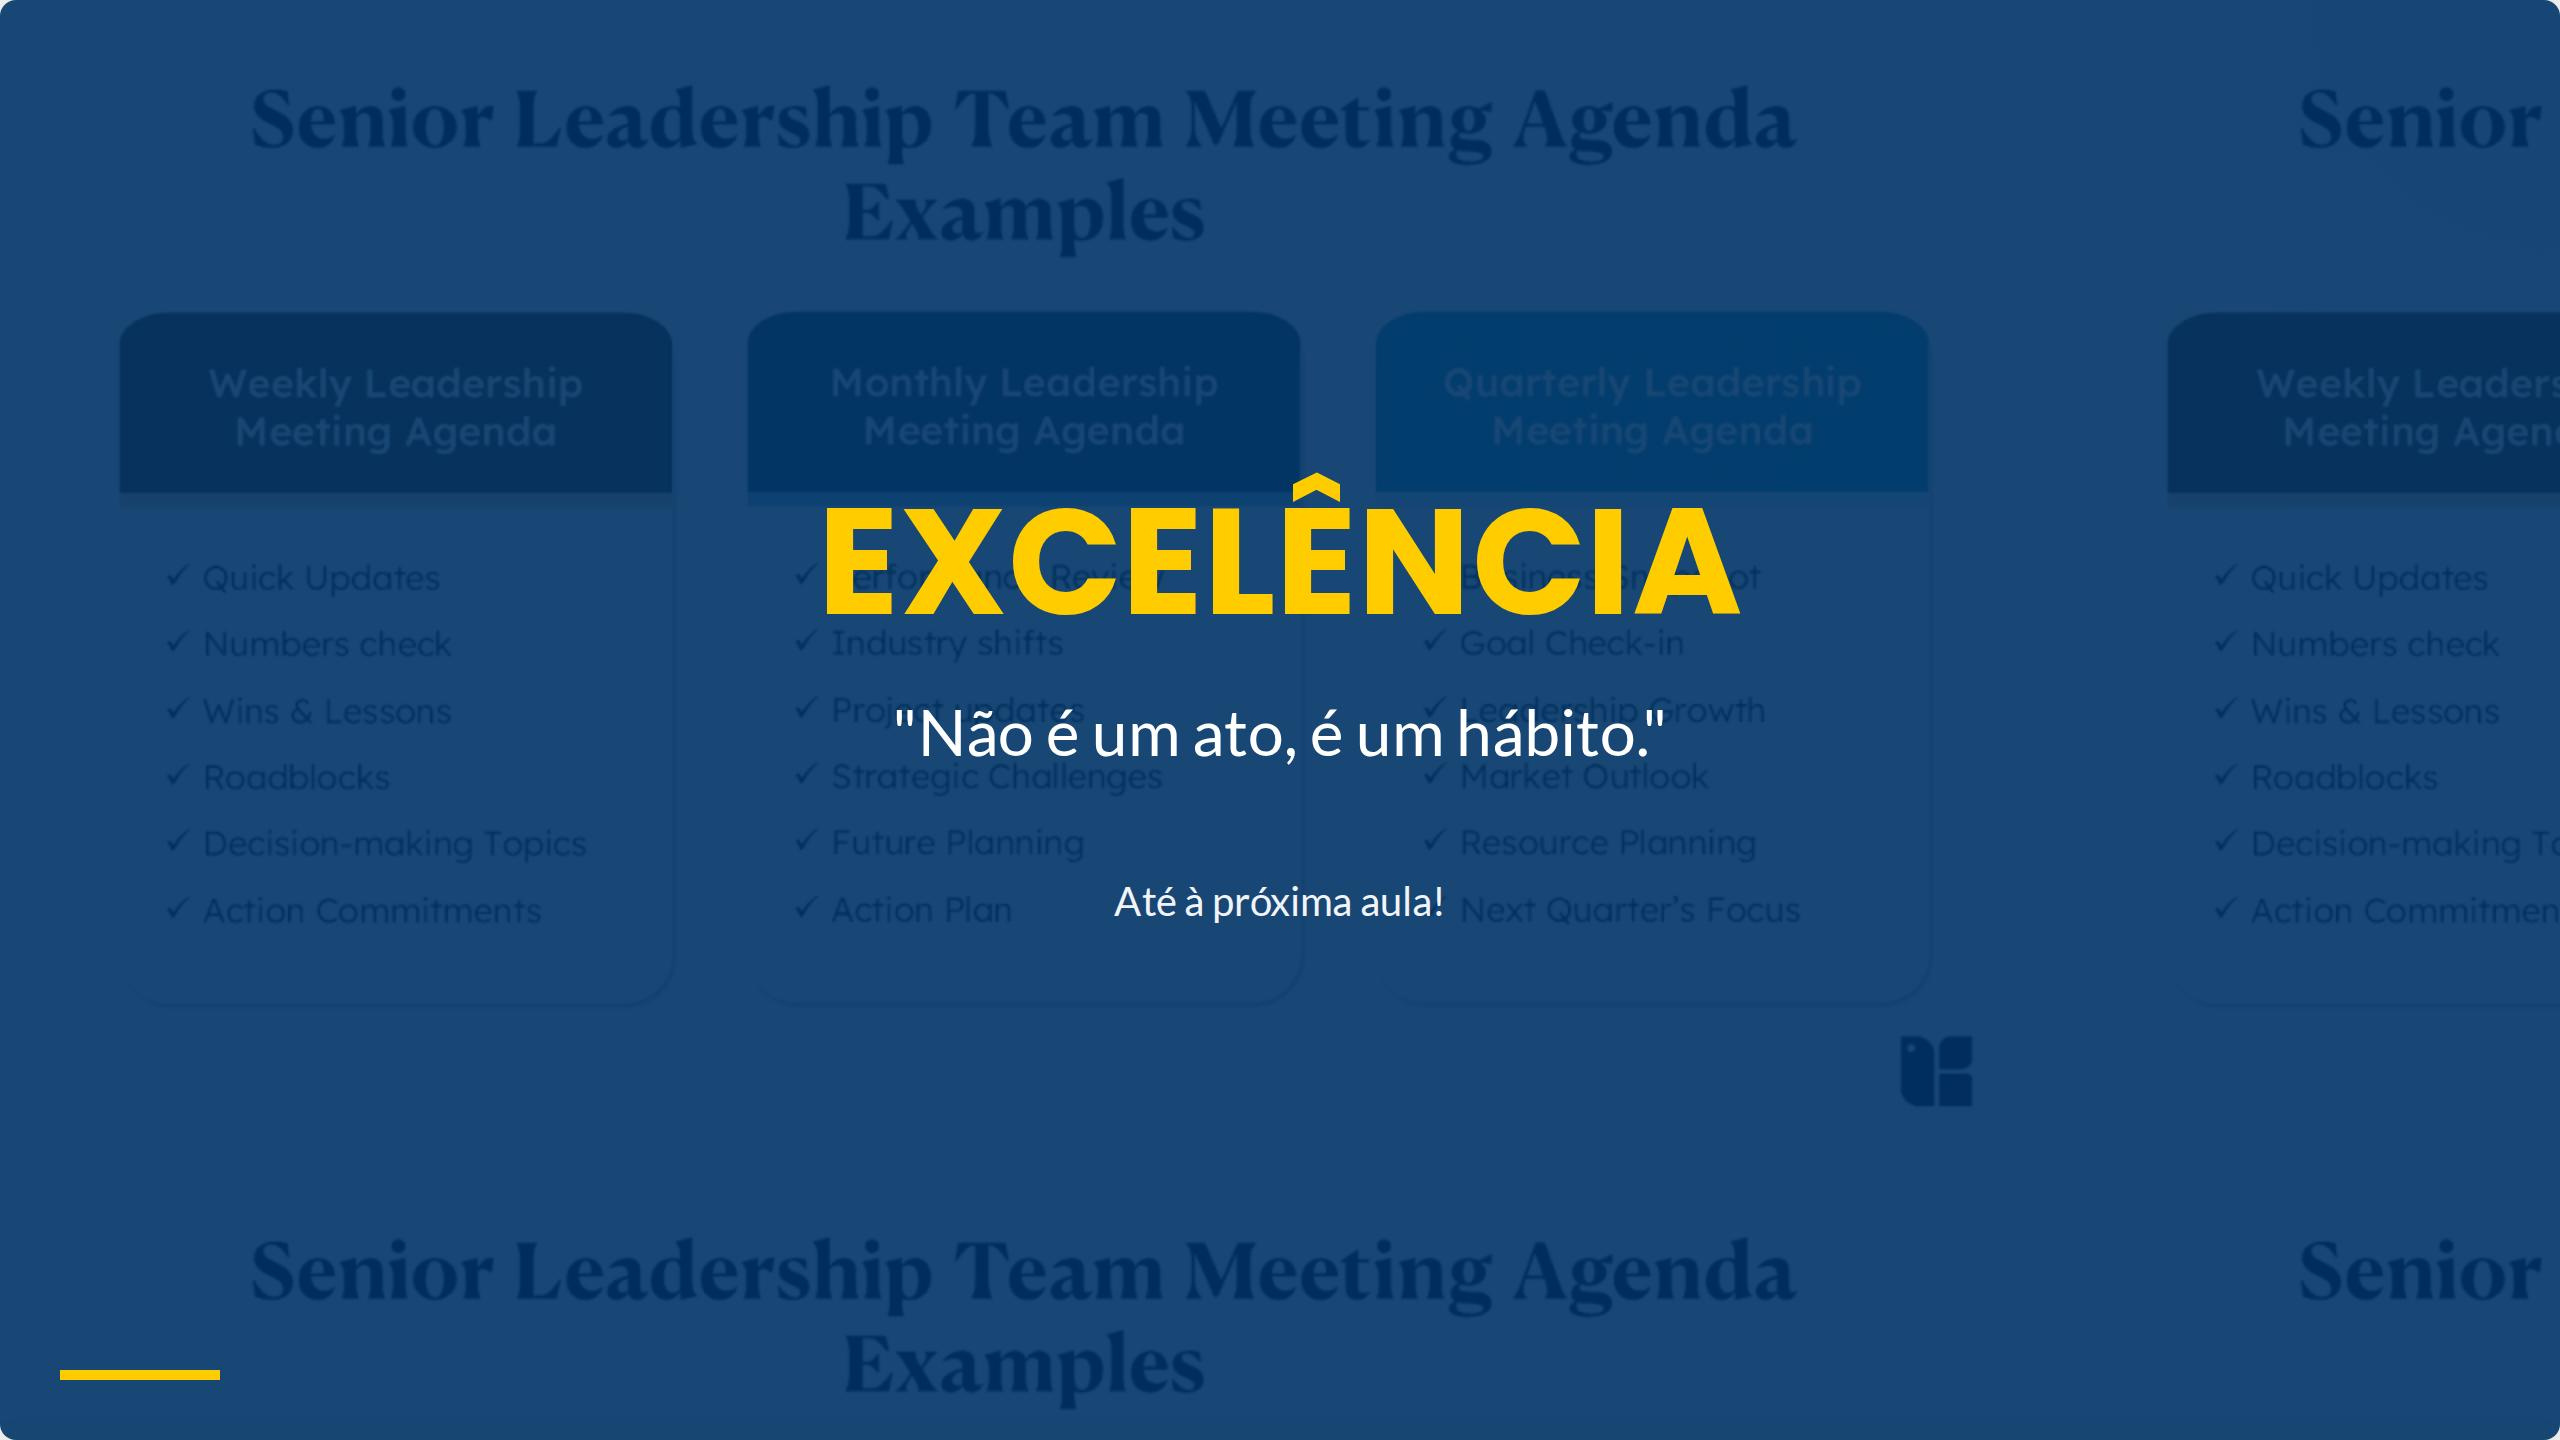 Senior Leadership Team Meeting Agenda
Examples
Senior
Weekly Leadership
Meeting Agenda
Quick Updates
Numbers check
Wins & Lessons
Roadblocks
Decision-making Topics
Action Commitments
Monthly Leadership
Meeting Agenda
Industry shifts
Project updates
Strategic Challenges
Future Planning
Action Plan
Quarterly Leadership
Meeting Agenda
Goal Check-in
Leadership Growth
Market Outlook
Resource Planning
Next Quarter’s Focus
Weekly
Meeting
Quick Updates
Numbers check
Wins & Lessons
Roadblocks
Decision-making
Action
EXCELÊNCIA
"Não é um ato, é um hábito."
Até à próxima aula!
Senior Leadership Team Meeting Agenda
Examples
Senior